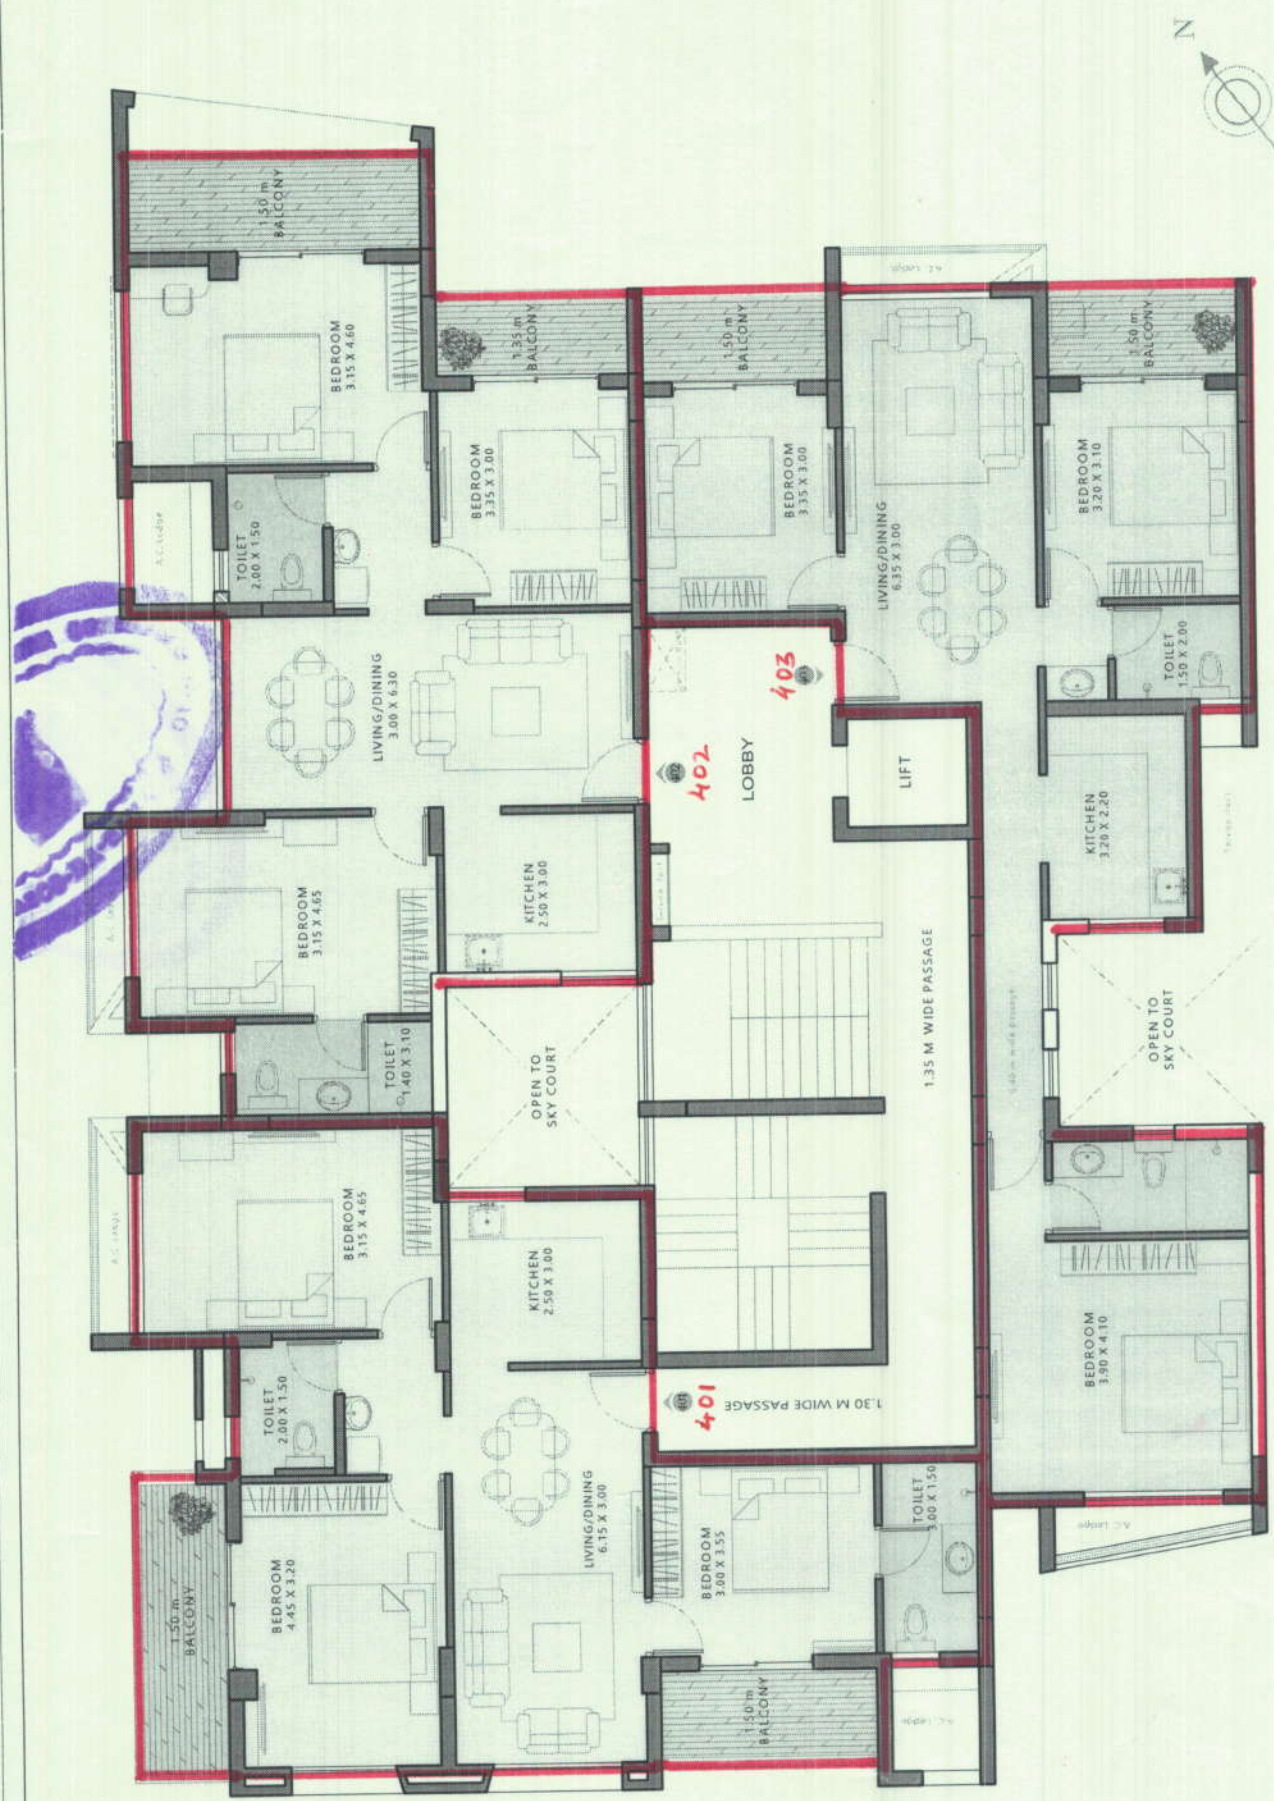 N
1.50 m
BALCONY
BEDROOM
3.15 X 4.60
1.35 m
BALCONY
1.50 m
BALCONY
A.C. Ledge
1.50 m
BALCONY
A.C. Ledge
TOILET
2.00 X 1.50
BEDROOM
3.35 X 3.00
BEDROOM
3.35 X 3.00
LIVING/DINING
6.35 X 3.00
BEDROOM
3.20 X 3.10
LIVING/DINING
3.00 X 6.30
402
LOBBY
403
LIFT
TOILET
1.50 X 2.00
BEDROOM
3.15 X 4.65
KITCHEN
2.50 X 3.00
KITCHEN
3.20 X 2.20
TOILET
1.40 X 3.10
OPEN TO
SKY COURT
1.35 M WIDE PASSAGE
OPEN TO
SKY COURT
A.C. Ledge
BEDROOM
3.15 X 4.65
KITCHEN
2.50 X 3.00
BEDROOM
3.90 X 4.10
TOILET
2.00 X 1.50
401
1.30 M WIDE PASSAGE
1.50 m
BALCONY
BEDROOM
4.45 X 3.20
LIVING/DINING
6.15 X 3.00
BEDROOM
3.00 X 3.55
TOILET
3.00 X 1.50
A.C. Ledge
1.50 m
BALCONY
A.C. Ledge